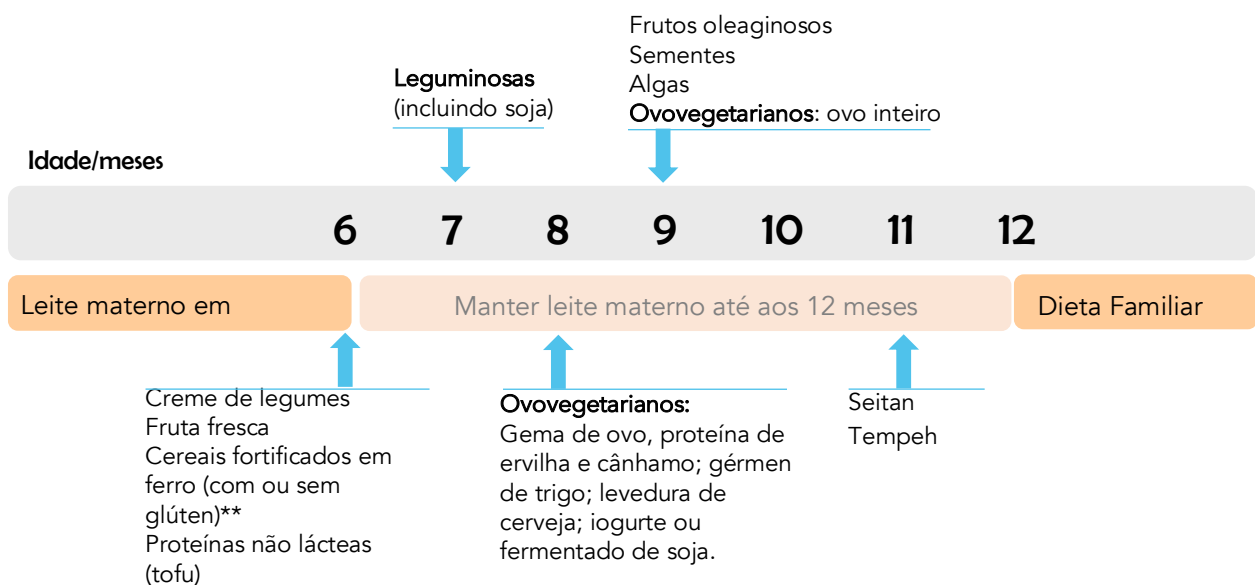 Frutos oleaginosos
Sementes
Algas
Ovovegetarianos: ovo inteiro
Leguminosas
(incluindo soja)
Idade/meses
6 7 8 9 10 11 12
Leite materno em
Manter leite materno até aos 12 meses
Dieta Familiar
Creme de legumes
Fruta fresca
Cereais fortificados em
ferro (com ou sem
glúten)**
Proteínas não lácteas
(tofu)
Ovovegetarianos:
Gema de ovo, proteína de
ervilha e cânhamo; gérmen
de trigo; levedura de
cerveja; iogurte ou
fermentado de soja.
Seitan
Tempeh